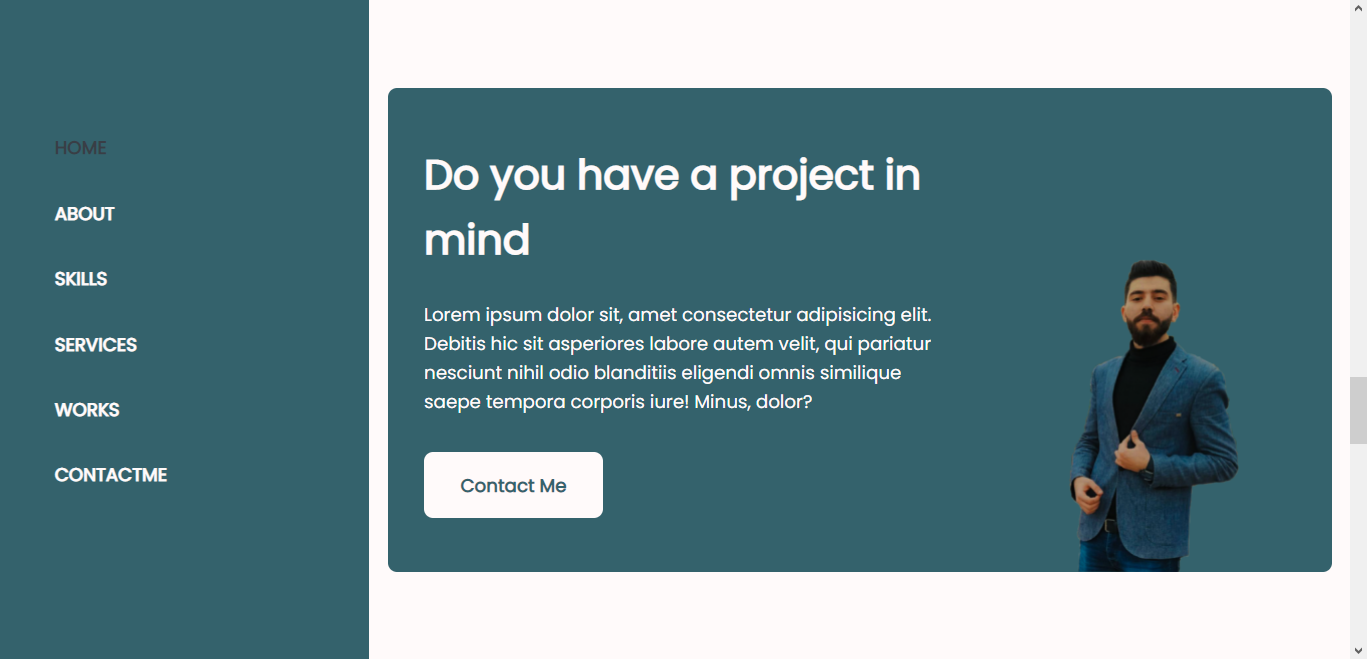 HOME
ABOUT
SKILLS
SERVICES
WORKS
CONTACTME
Do you have a project in
mind
Lorem ipsum dolor sit, amet consectetur adipisicing elit.
Debitis hic sit asperiores labore autem velit, qui pariatur
nesciunt nihil odio blanditiis eligendi omnis similique
saepe tempora corporis iure! Minus, dolor?
Contact Me